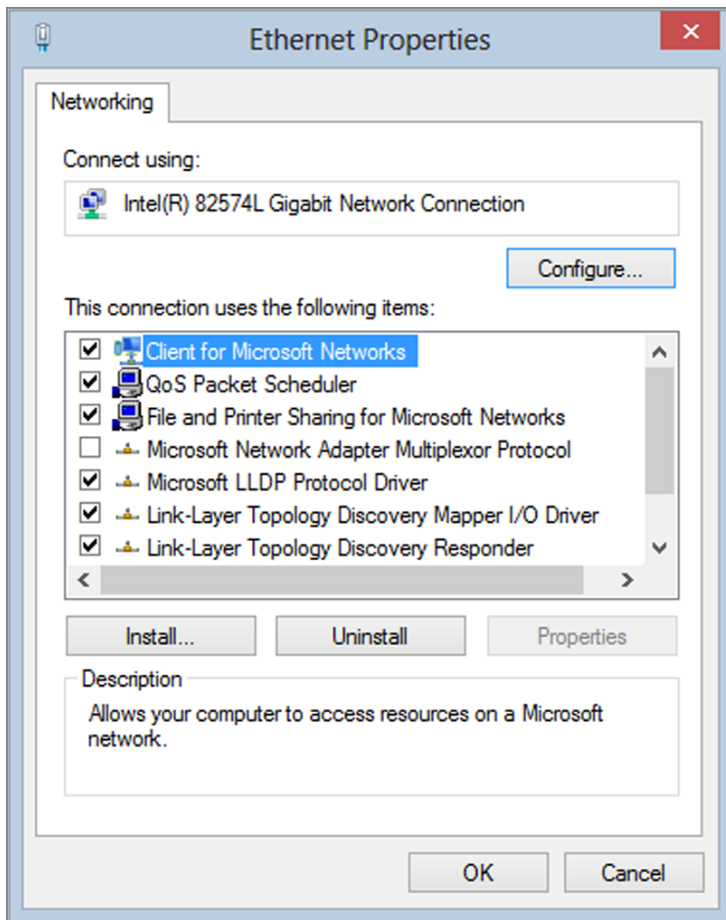 Ethernet Properties
Networking
Connect using:
Intel(R) 82574L Gigabit Network Connection
Configure...
This connection uses the following items:
Client for Microsoft Networks
QoS Packet Scheduler
File and Printer Sharing for Microsoft Networks
Microsoft Network Adapter Multiplexor Protocol
Microsoft LLDP Protocol Driver
Link-Layer Topology Discovery Mapper I/O Driver
Link-Layer Topology Discovery Responder
Install... Uninstall Properties
Description
Allows your computer to access resources on a Microsoft
network.
OK Cancel